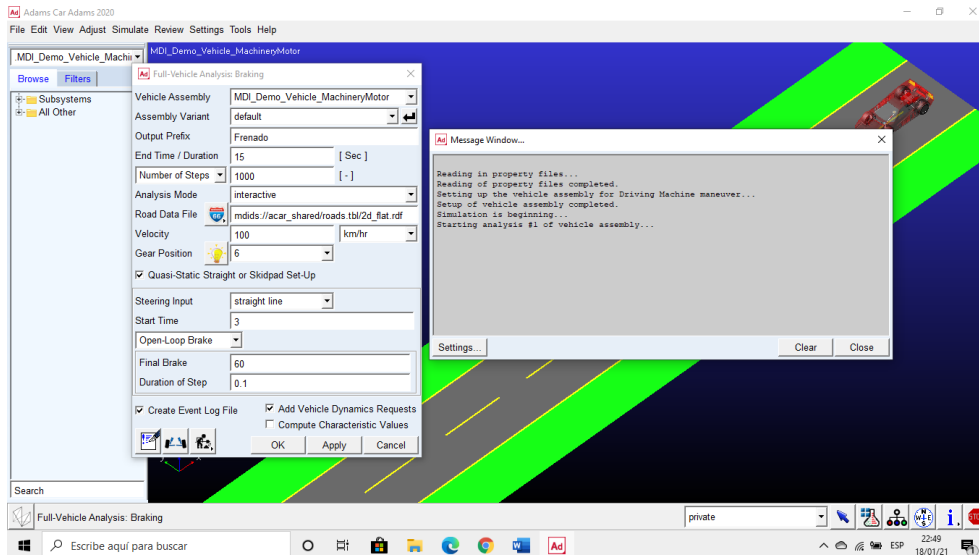 Ad Adams Car Adams 2020
File Edit View Adjust Simulate Review Settings Tools Help
.MDI_Demo_Vehicle_Machin
MDI_Demo_Vehicle_MachineryMotor
Browse Filters
Subsystems
All Other
Search
Ad Full-Vehicle Analysis: Braking
Vehicle Assembly MDI_Demo_Vehicle_MachineryMotor
Assembly Variant default
Output Prefix Frenado
End Time / Duration 15 [ Sec ]
Number of Steps 1000 [ - ]
Analysis Mode interactive
Road Data File 66 mdids://acar_shared/roads.tbl/2d_flat.rdf
Velocity 100 km/hr
Gear Position 6
Quasi-Static Straight or Skidpad Set-Up
Steering Input straight line
Start Time 3
Open-Loop Brake
Final Brake 60
Duration of Step 0.1
Create Event Log File Add Vehicle Dynamics Requests
Compute Characteristic Values
OK Apply Cancel
Ad Message Window...
Reading in property files...
Reading of property files completed.
Setting up the vehicle assembly for Driving Machine maneuver...
Setup of vehicle assembly completed.
Simulation is beginning...
Starting analysis #1 of vehicle assembly...
Settings... Clear Close
Full-Vehicle Analysis: Braking private STO
Escribe aquí para buscar Ad ESP 22:49
18/01/21